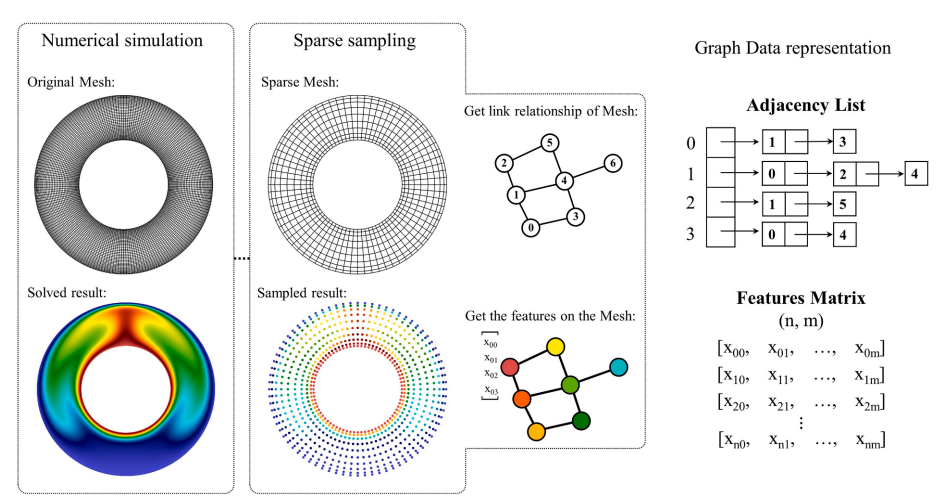 Numerical simulation
Original Mesh:
Solved result:
Sparse sampling
Sparse Mesh:
Sampled result:
Get link relationship of Mesh:
5
2
4
6
1
3
0
Get the features on the Mesh:
x00
x01
x02
x03
Graph Data representation
Adjacency List
0 1 3
1 0 2 4
2 1 5
3 0 4
Features Matrix
(n, m)
[x00, x01, …, x0m]
[x10, x11, …, x1m]
[x20, x21, …, x2m]
⋮
[xn0, xn1, …, xnm]